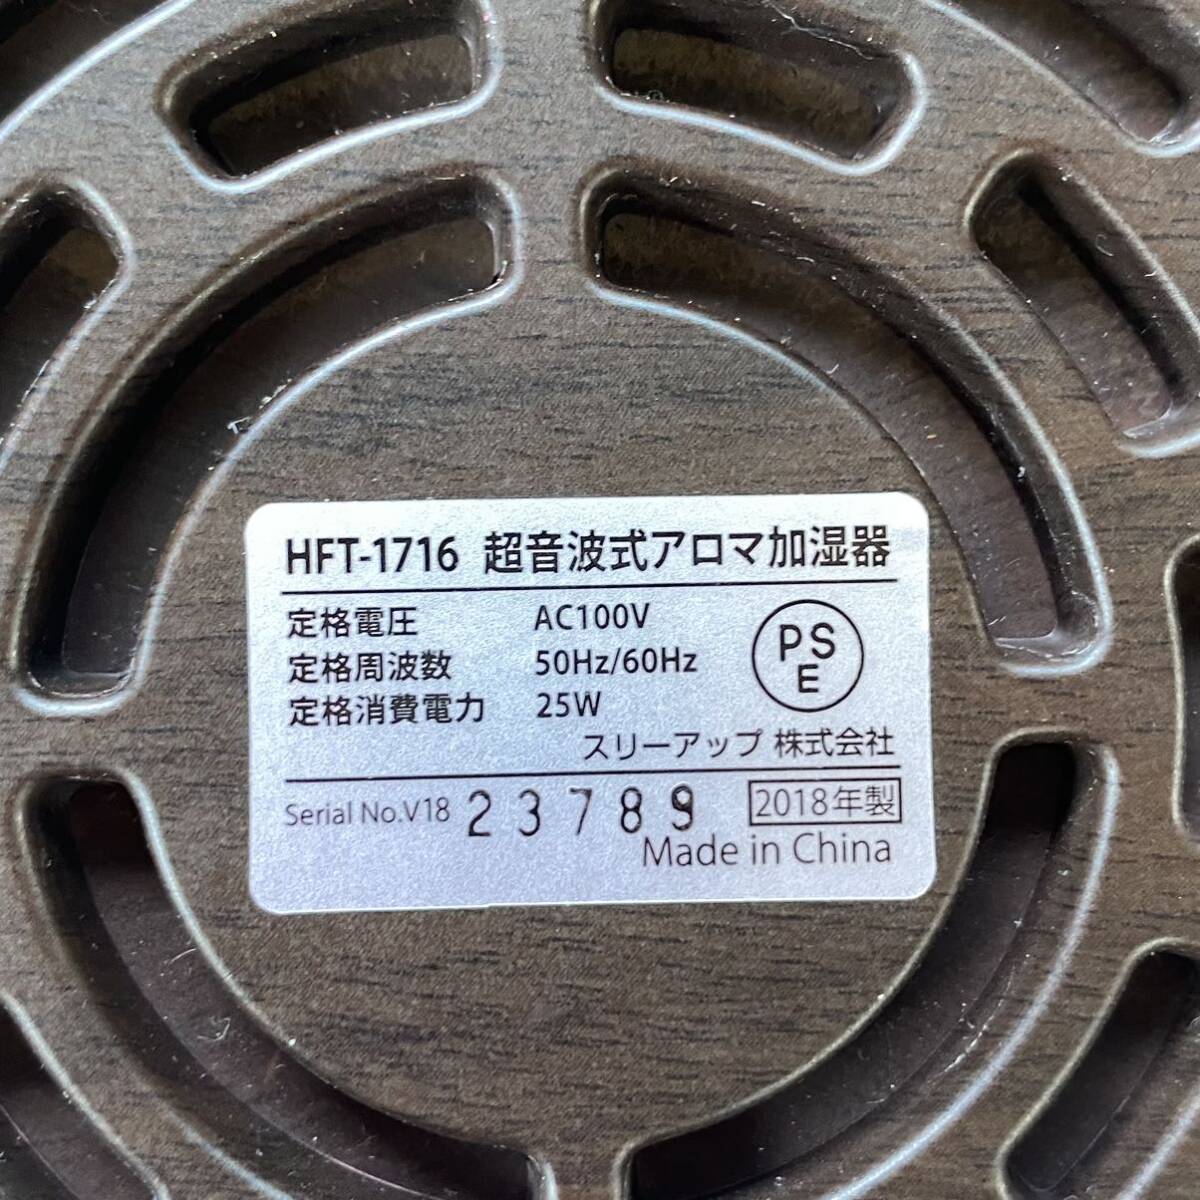 HFT-1716 超音波式アロマ加湿器
定格電圧 AC100V
定格周波数 50Hz/60Hz
定格消費電力 25W
PSE
スリーアップ 株式会社
Serial No.V18 23789 2018年製
Made in China